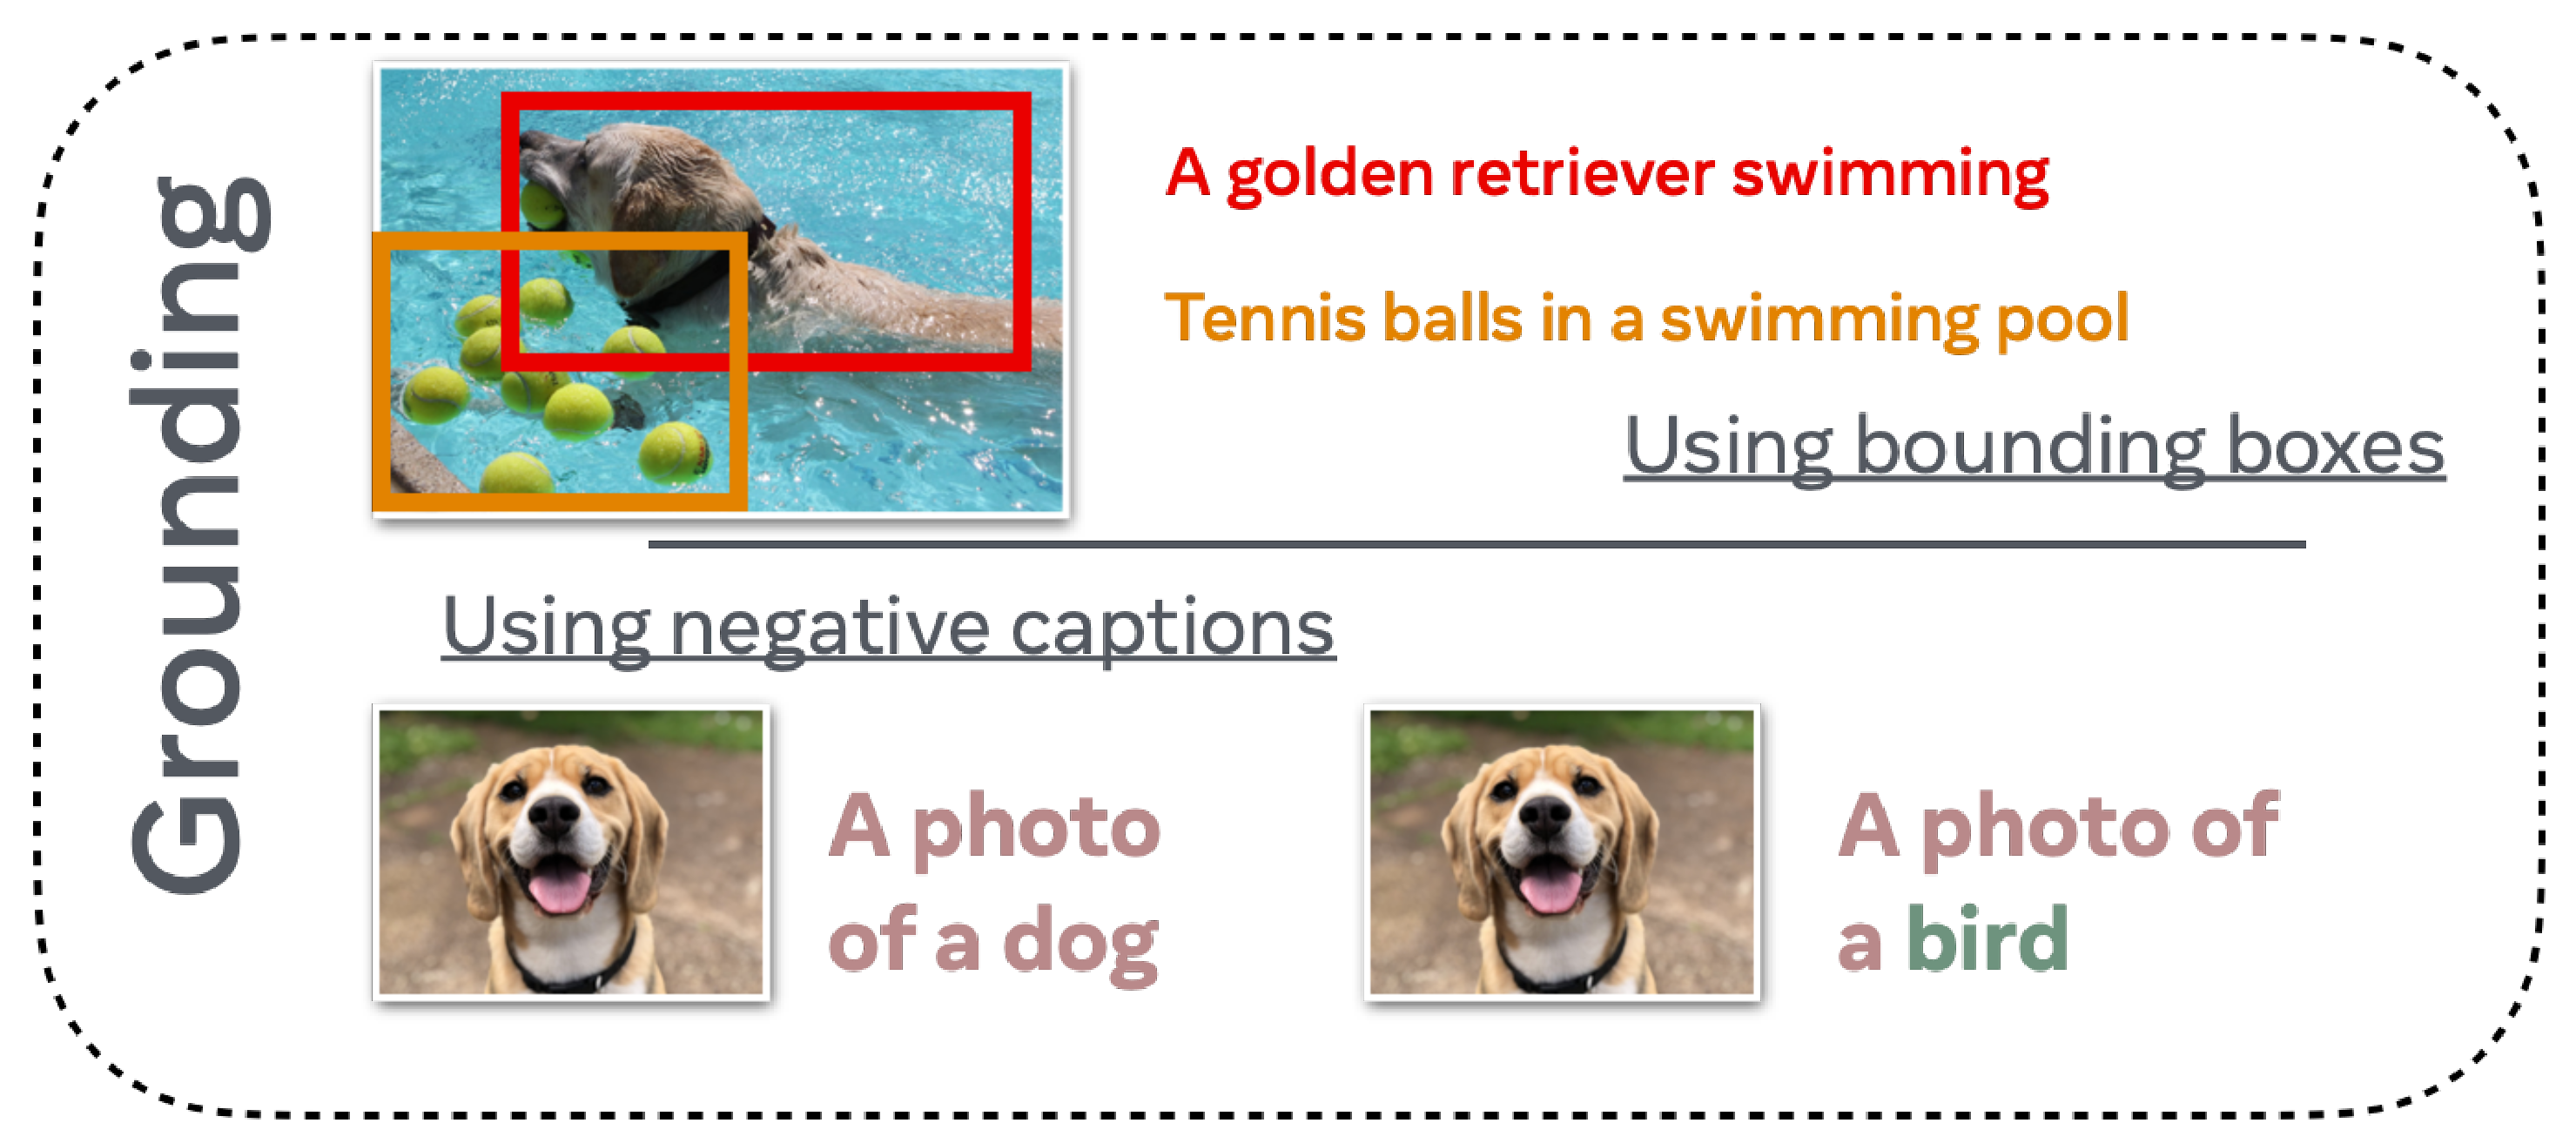 Grounding
A golden retriever swimming
Tennis balls in a swimming pool
Using bounding boxes
Using negative captions
A photo
of a dog
A photo of
a bird